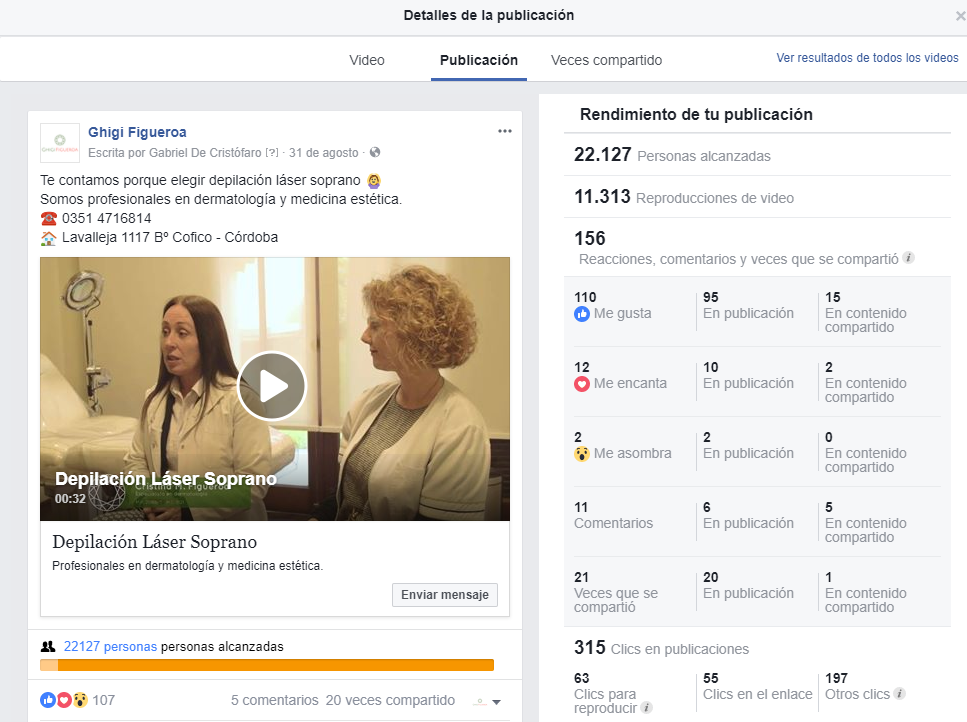 Detalles de la publicación
×
Video
Publicación
Veces compartido
Ver resultados de todos los videos
Ghigi Figueroa
Escrita por Gabriel De Cristófaro [?] · 31 de agosto ·
Te contamos porque elegir depilación láser soprano 🙋
Somos profesionales en dermatología y medicina estética.
☎️ 0351 4716814
🏠 Lavalleja 1117 Bº Cofico - Córdoba
Depilación Láser Soprano
00:32
Depilación Láser Soprano
Profesionales en dermatología y medicina estética.
Enviar mensaje
22127 personas personas alcanzadas
107
5 comentarios 20 veces compartido
Rendimiento de tu publicación
22.127 Personas alcanzadas
11.313 Reproducciones de video
156
Reacciones, comentarios y veces que se compartió
110
Me gusta
95
En publicación
15
En contenido
compartido
12
Me encanta
10
En publicación
2
En contenido
compartido
2
Me asombra
2
En publicación
0
En contenido
compartido
11
Comentarios
6
En publicación
5
En contenido
compartido
21
Veces que se
compartió
20
En publicación
1
En contenido
compartido
315 Clics en publicaciones
63
Clics para
reproducir
55
Clics en el enlace
197
Otros clics